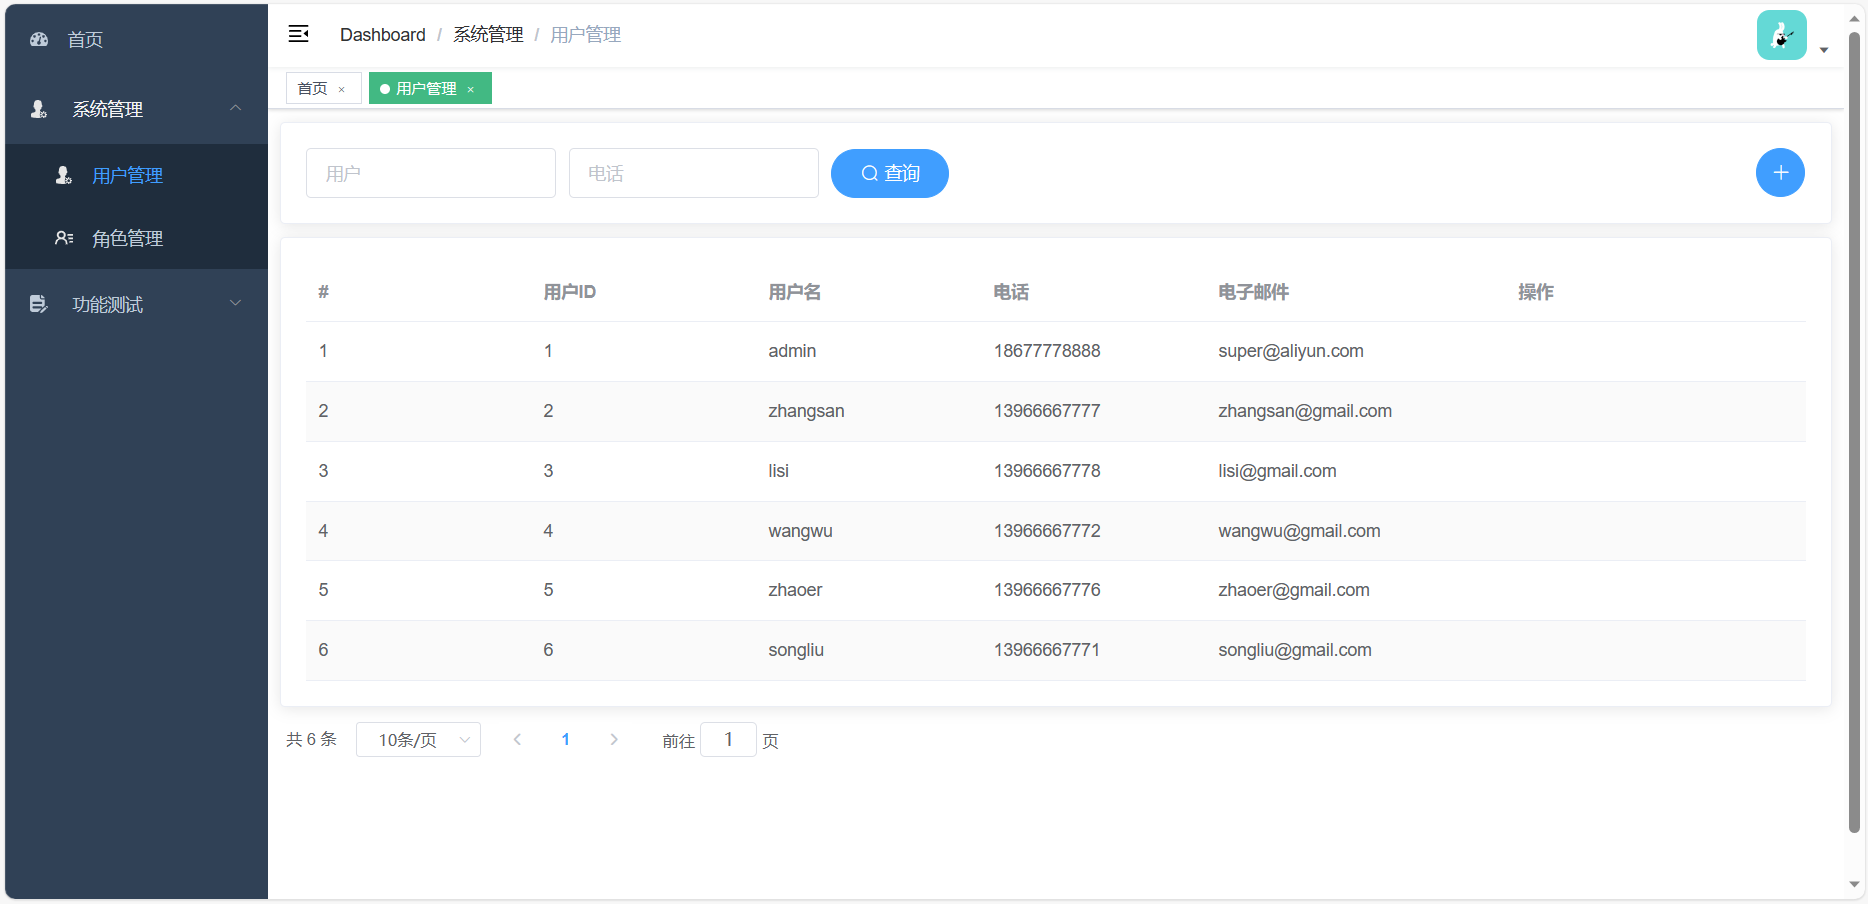 首页
系统管理
用户管理
角色管理
功能测试
Dashboard / 系统管理 / 用户管理
首页 × 用户管理 ×
用户 电话 查询
# 用户ID 用户名 电话 电子邮件 操作
1 1 admin 18677778888 super@aliyun.com
2 2 zhangsan 13966667777 zhangsan@gmail.com
3 3 lisi 13966667778 lisi@gmail.com
4 4 wangwu 13966667772 wangwu@gmail.com
5 5 zhaoer 13966667776 zhaoer@gmail.com
6 6 songliu 13966667771 songliu@gmail.com
共 6 条 10条/页 1 前往 1 页